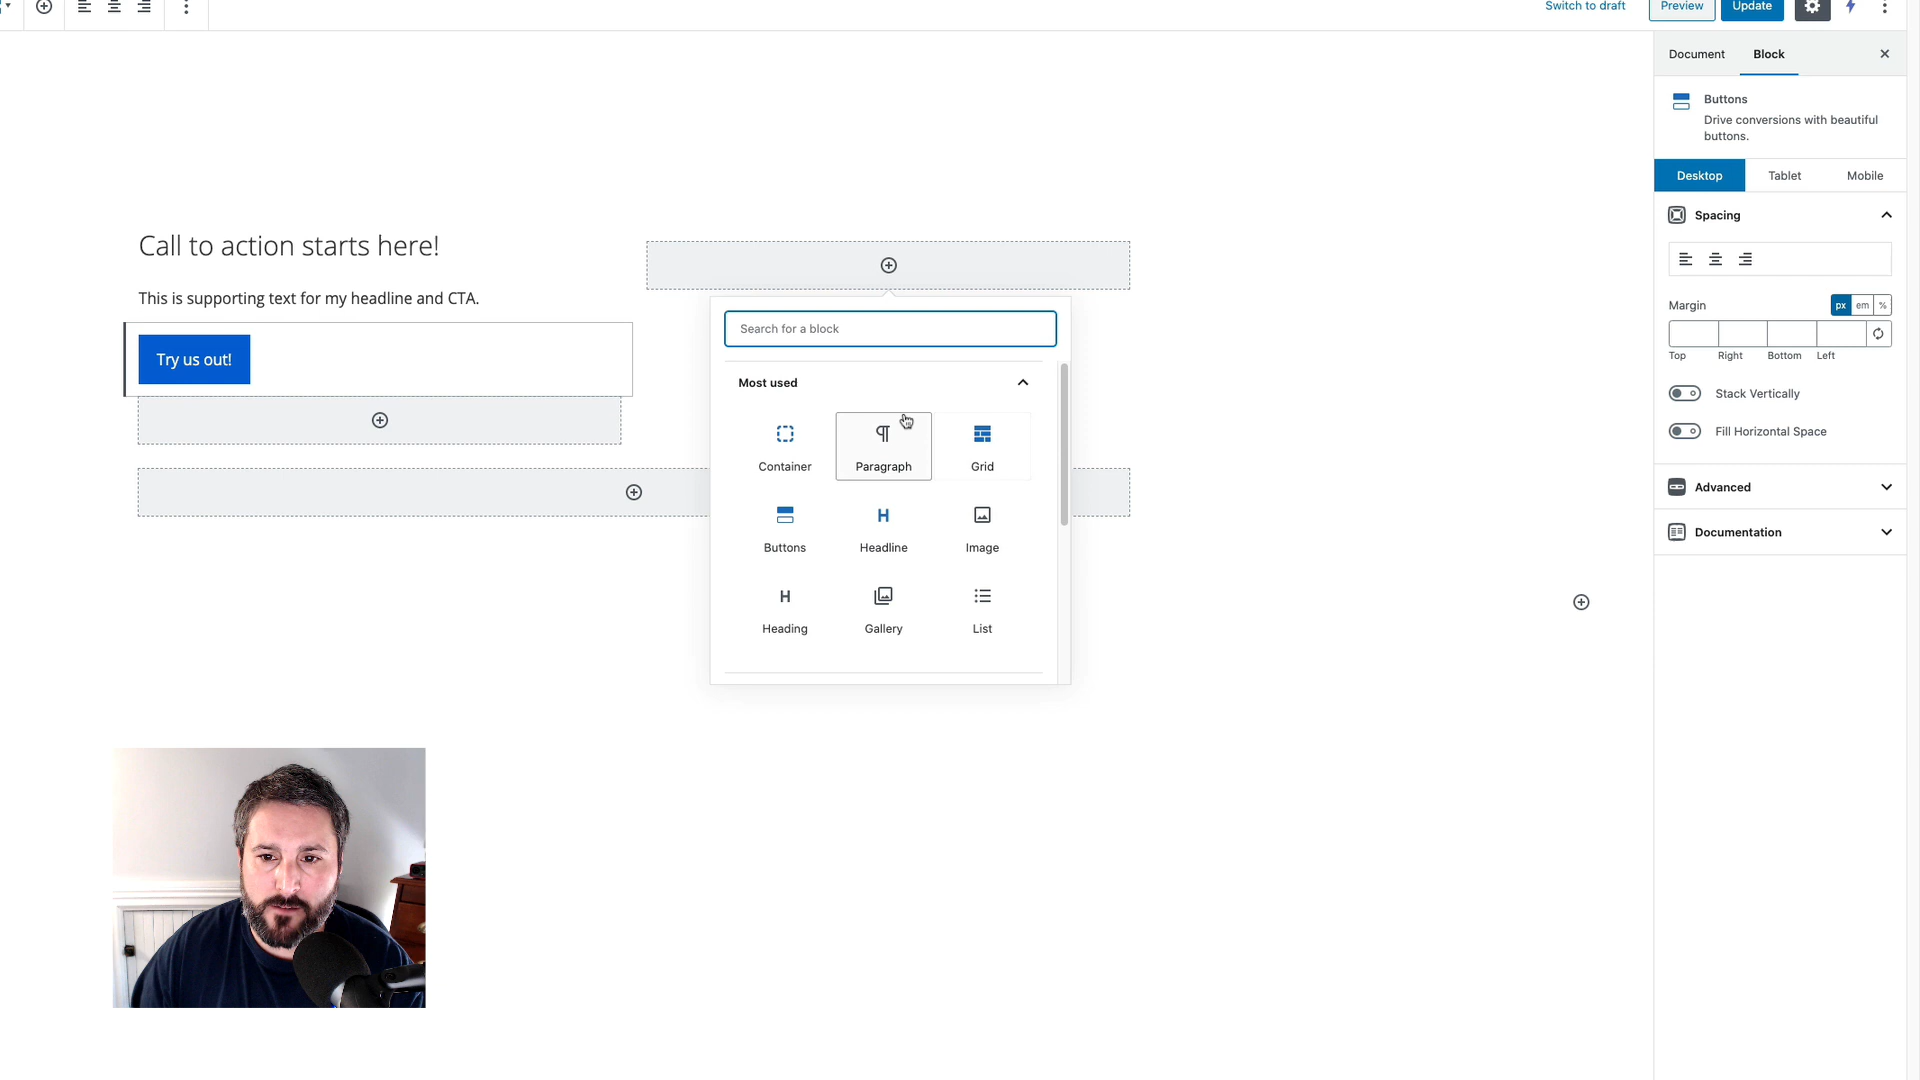 Switch to draft
Preview
Update
Document
Block
Buttons
Drive conversions with beautiful
buttons.
Desktop
Tablet
Mobile
Spacing
Margin
px
em
%
Top
Right
Bottom
Left
Stack Vertically
Fill Horizontal Space
Advanced
Documentation
Call to action starts here!
This is supporting text for my headline and CTA.
Try us out!
Search for a block
Most used
Container
Paragraph
Grid
Buttons
Headline
Image
Heading
Gallery
List